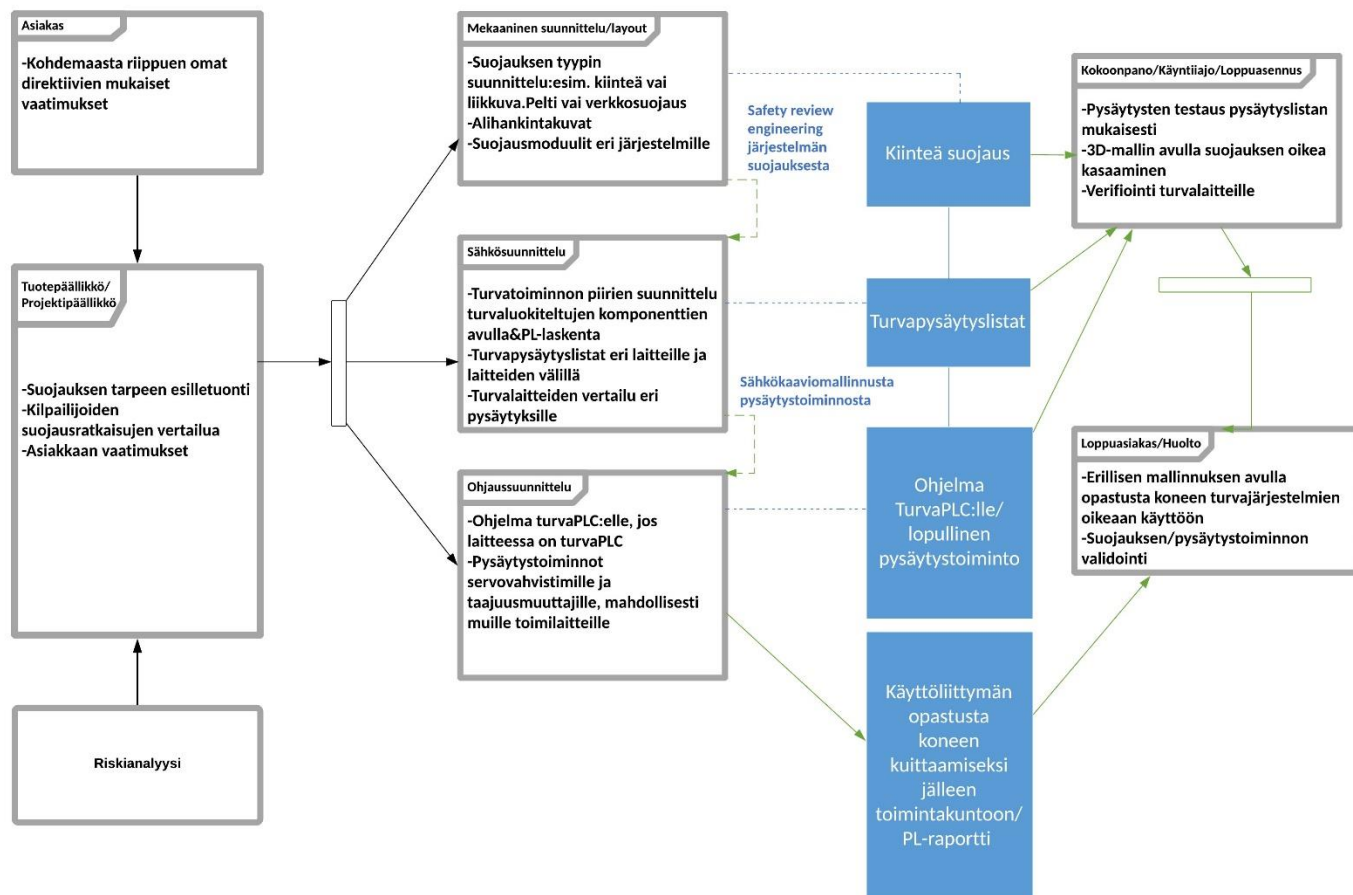 Asiakas
-Kohdemaasta riippuen omat
direktiivien mukaiset
vaatimukset
Tuotepäällikkö/
Projektipäällikkö
-Suojauksen tarpeen esilletuonti
-Kilpailijoiden
suojausratkaisujen vertailua
-Asiakkaan vaatimukset
Riskianalyysi
Mekaaninen suunnittelu/layout
-Suojauksen tyypin
suunnittelu:esim. kiinteä vai
liikkuva.Pelti vai verkkosuojaus
-Alihankintakuvat
-Suojausmoduulit eri järjestelmille
Safety review
engineering
järjestelmän
suojauksesta
Sähkösuunnittelu
-Turvatoiminnon piirien suunnittelu
turvaluokiteltujen komponenttien
avulla&PL-laskenta
-Turvapysäytyslistat eri laitteille ja
laitteiden välillä
-Turvalaitteiden vertailu eri
pysäytyksille
Sähkökaaviomallinnusta
pysäytystoiminnosta
Ohjaussuunnittelu
-Ohjelma turvaPLC:elle, jos
laitteessa on turvaPLC
-Pysäytystoiminnot
servovahvistimille ja
taajuusmuuttajille, mahdollisesti
muille toimilaitteille
Kiinteä suojaus
Turvapysäytyslistat
Ohjelma
TurvaPLC:lle/
lopullinen
pysäytystoiminto
Käyttöliittymän
opastusta
koneen
kuittaamiseksi
jälleen
toimintakuntoon/
PL-raportti
Kokoonpano/Käyntiiajo/Loppuasennus
-Pysäytysten testaus pysäytyslistan
mukaisesti
-3D-mallin avulla suojauksen oikea
kasaaminen
-Verifiointi turvalaitteille
Loppuasiakas/Huolto
-Erillisen mallinnuksen avulla
opastusta koneen turvajärjestelmien
oikeaan käyttöön
-Suojauksen/pysäytystoiminnon
validointi